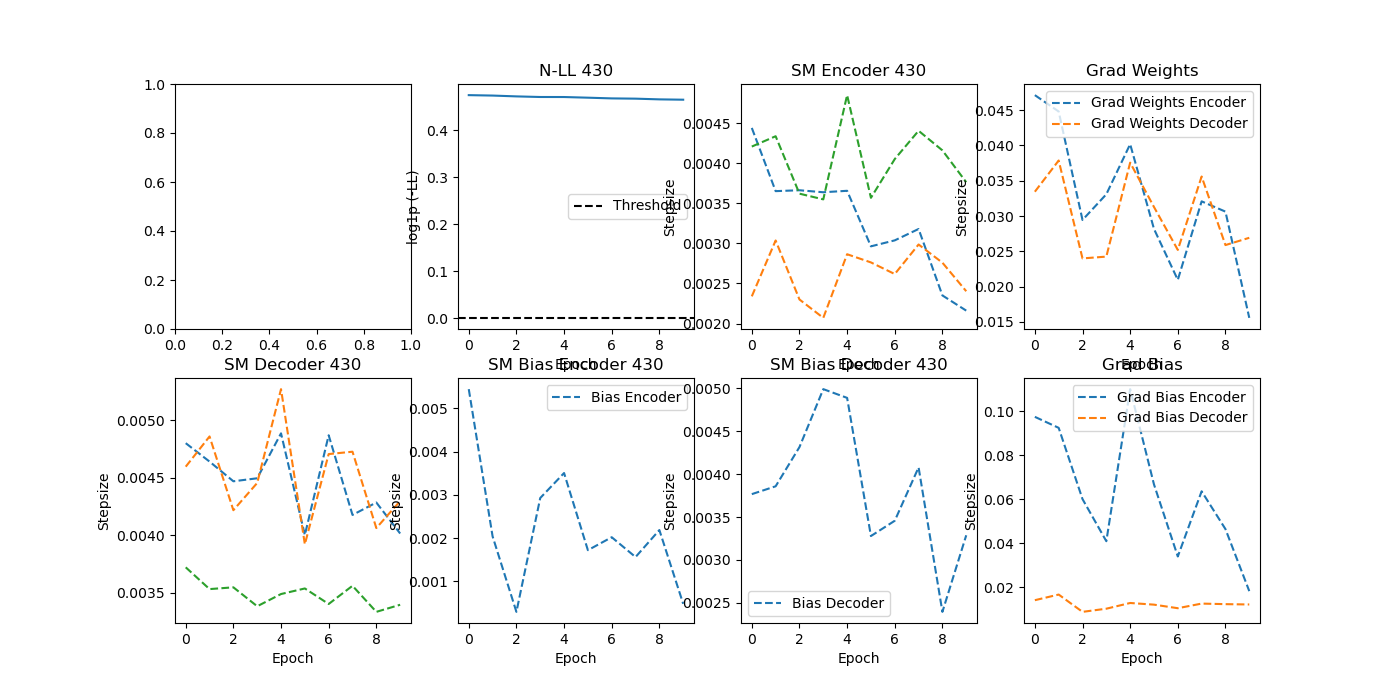 N-LL 430
SM Encoder 430
Grad Weights
1.0
0.8
0.6
0.4
0.2
0.0
0.0 0.2 0.4 0.6 0.8 1.0
log1p (-LL)
0.4
0.3
0.2
0.1
0.0
Threshold
0 2 4 6 8
Epoch
Stepsize
0.0045
0.0040
0.0035
0.0030
0.0025
0.0020
0 2 4 6 8
Epoch
Stepsize
0.045
0.040
0.035
0.030
0.025
0.020
0.015
Grad Weights Encoder
Grad Weights Decoder
0 2 4 6 8
Epoch
SM Decoder 430
SM Bias Encoder 430
SM Bias Decoder 430
Grad Bias
Stepsize
0.0050
0.0045
0.0040
0.0035
0 2 4 6 8
Epoch
Stepsize
0.005
0.004
0.003
0.002
0.001
Bias Encoder
0 2 4 6 8
Epoch
Stepsize
0.0050
0.0045
0.0040
0.0035
0.0030
0.0025
Bias Decoder
0 2 4 6 8
Epoch
Stepsize
0.10
0.08
0.06
0.04
0.02
Grad Bias Encoder
Grad Bias Decoder
0 2 4 6 8
Epoch